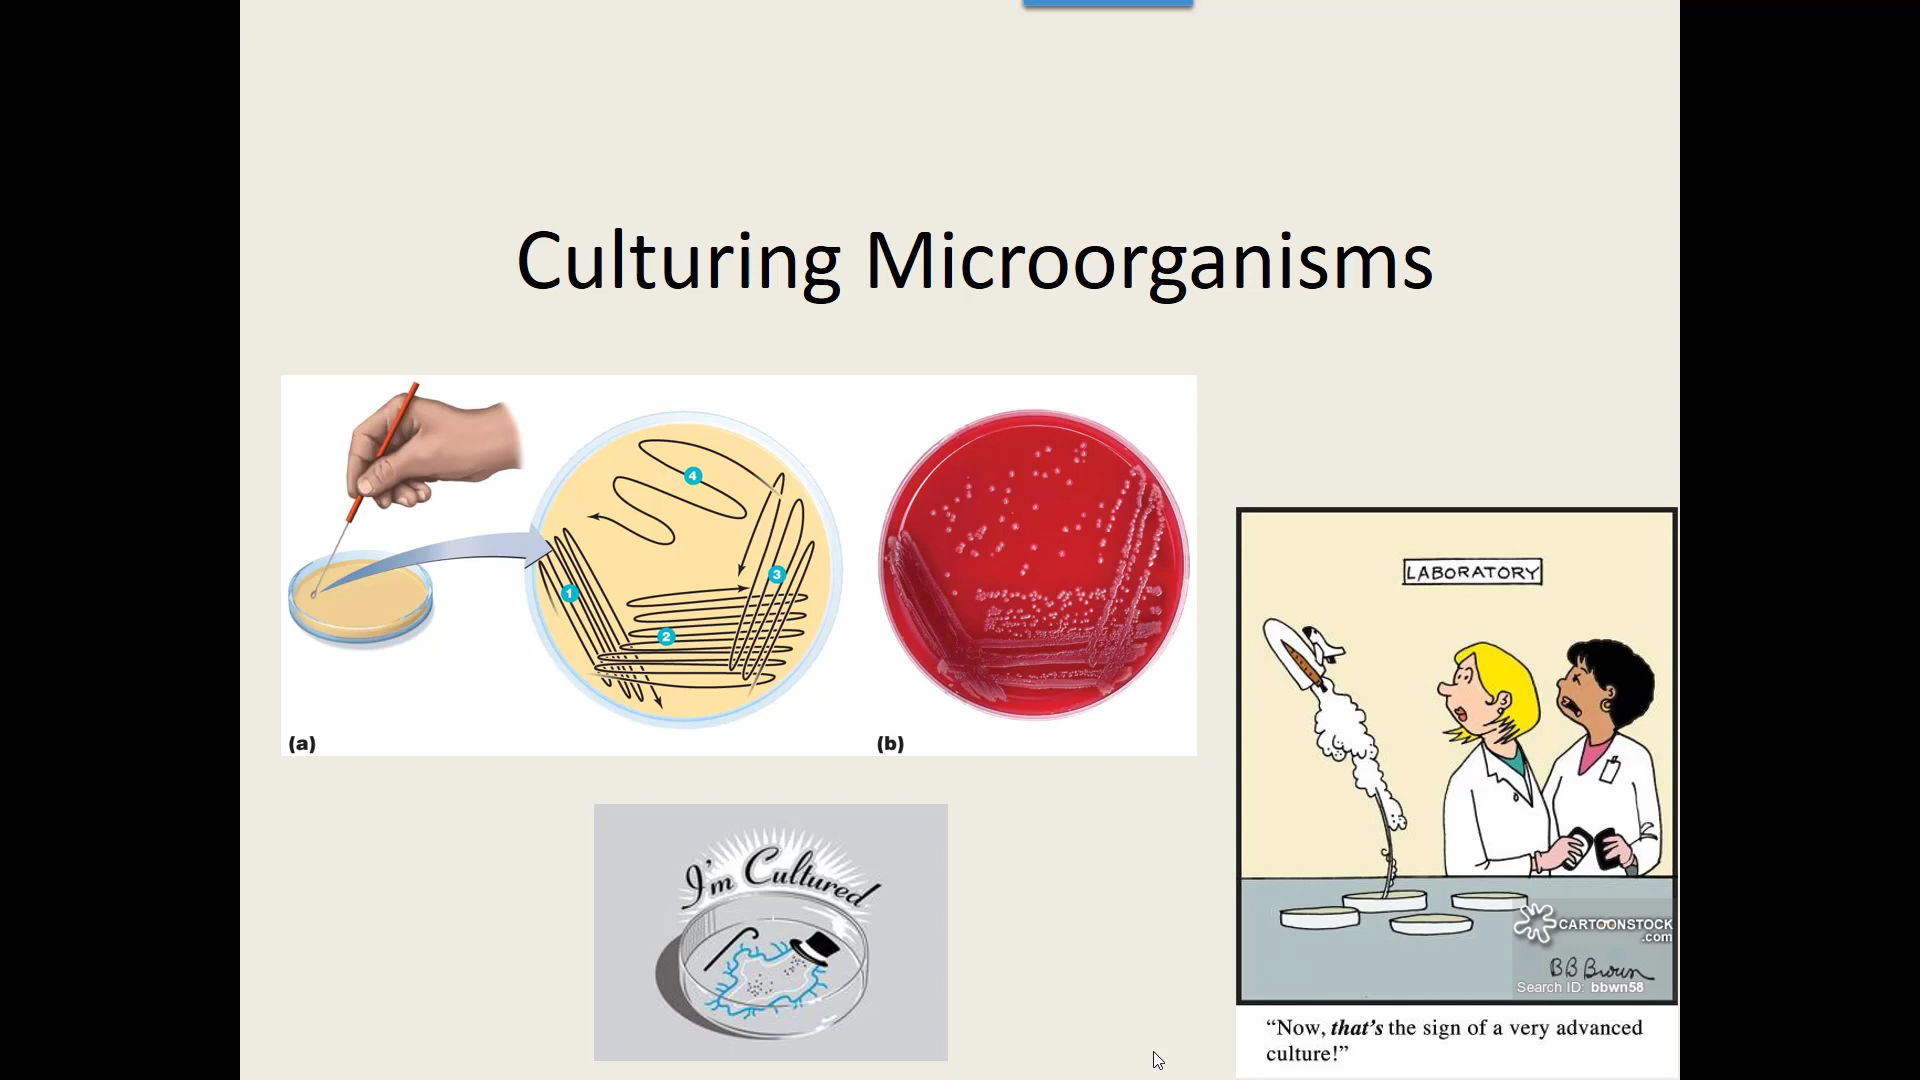 Culturing Microorganisms
4
3
1
2
(a)
(b)
LABORATORY
I'm Cultured
CARTOONSTOCK
.com
BB Brown
Search ID: bbwn58
“Now, that's the sign of a very advanced
culture!”